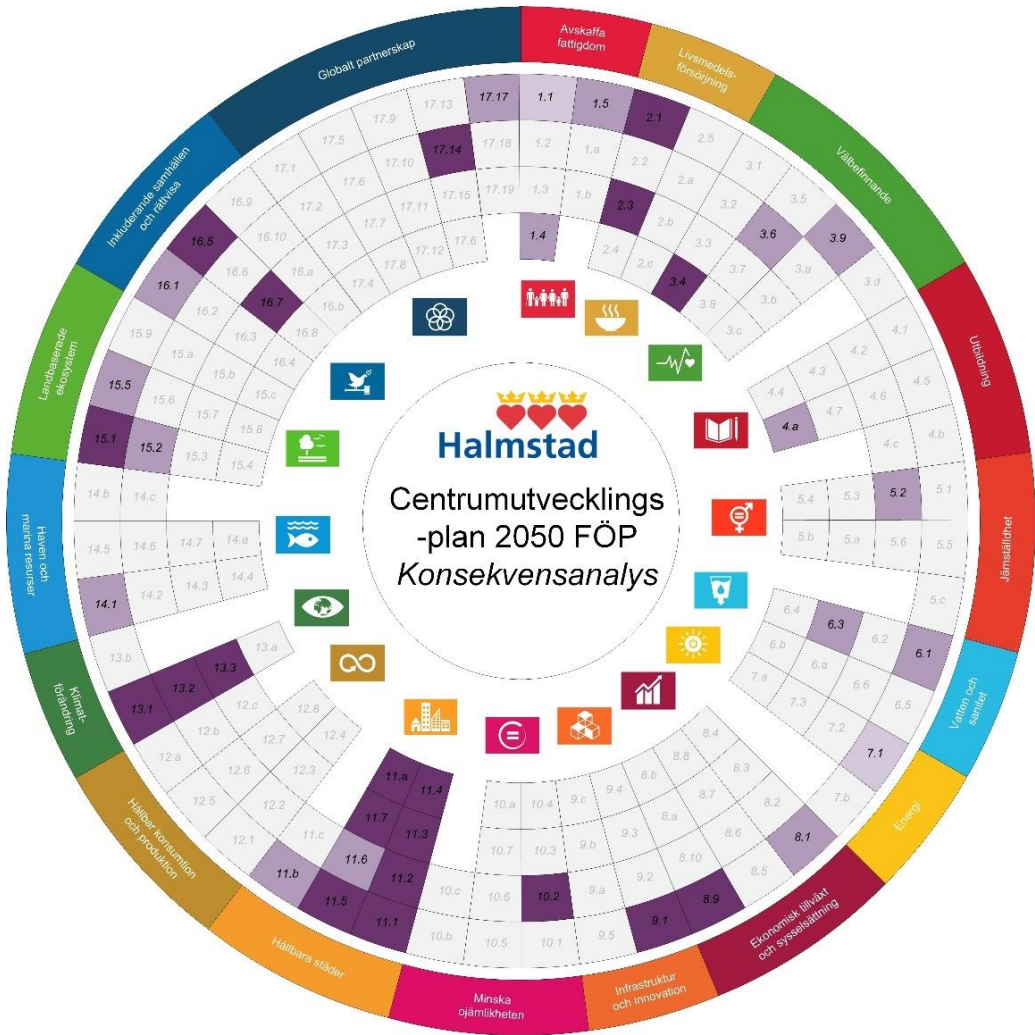 Avskaffa
fattigdom
Livsmedels-
försörjning
Välbefinnande
Utbildning
Jämställdhet
Vatten och
sanitet
Energi
Ekonomisk tillväxt
och sysselsättning
Infrastruktur
och innovation
Minska
ojämlikheten
Hållbara städer
Hållbar konsumtion
och produktion
Klimat-
förändring
Haven och
marina resurser
Landbaserade
ekosystem
Inkluderande samhällen
och rättvisa
Globalt partnerskap
1.1
1.5
1.2
1.a
1.3
1.b
1.4
2.1
2.5
2.2
2.a
2.3
2.b
2.4
2.c
3.1
3.5
3.9
3.d
3.2
3.6
3.a
3.3
3.7
3.b
3.4
3.8
3.c
4.1
4.5
4.b
4.2
4.6
4.c
4.3
4.7
4.4
4.a
5.1
5.5
5.c
5.2
5.6
5.3
5.a
5.4
5.b
6.1
6.5
6.2
6.6
6.3
6.a
6.4
6.b
7.1
7.b
7.2
7.3
7.a
8.1
8.5
8.9
8.2
8.6
8.10
8.3
8.7
8.a
8.4
8.b
9.1
9.5
9.2
9.a
9.3
9.b
9.4
9.c
10.1
10.5
10.b
10.2
10.6
10.c
10.3
10.7
10.4
10.a
11.1
11.5
11.b
11.2
11.6
11.c
11.3
11.7
11.4
11.a
12.1
12.5
12.a
12.2
12.6
12.b
12.3
12.7
12.c
12.4
12.8
13.1
13.b
13.2
13.3
13.a
14.1
14.5
14.b
14.2
14.6
14.c
14.3
14.7
14.4
14.a
15.1
15.5
15.9
15.2
15.6
15.a
15.3
15.7
15.b
15.4
15.8
15.c
16.1
16.5
16.9
16.2
16.6
16.10
16.3
16.7
16.a
16.4
16.8
16.b
17.1
17.5
17.9
17.13
17.17
17.2
17.6
17.10
17.14
17.18
17.3
17.7
17.11
17.15
17.19
17.4
17.8
17.12
17.6
Halmstad
Centrumutvecklings
-plan 2050 FÖP
Konsekvensanalys